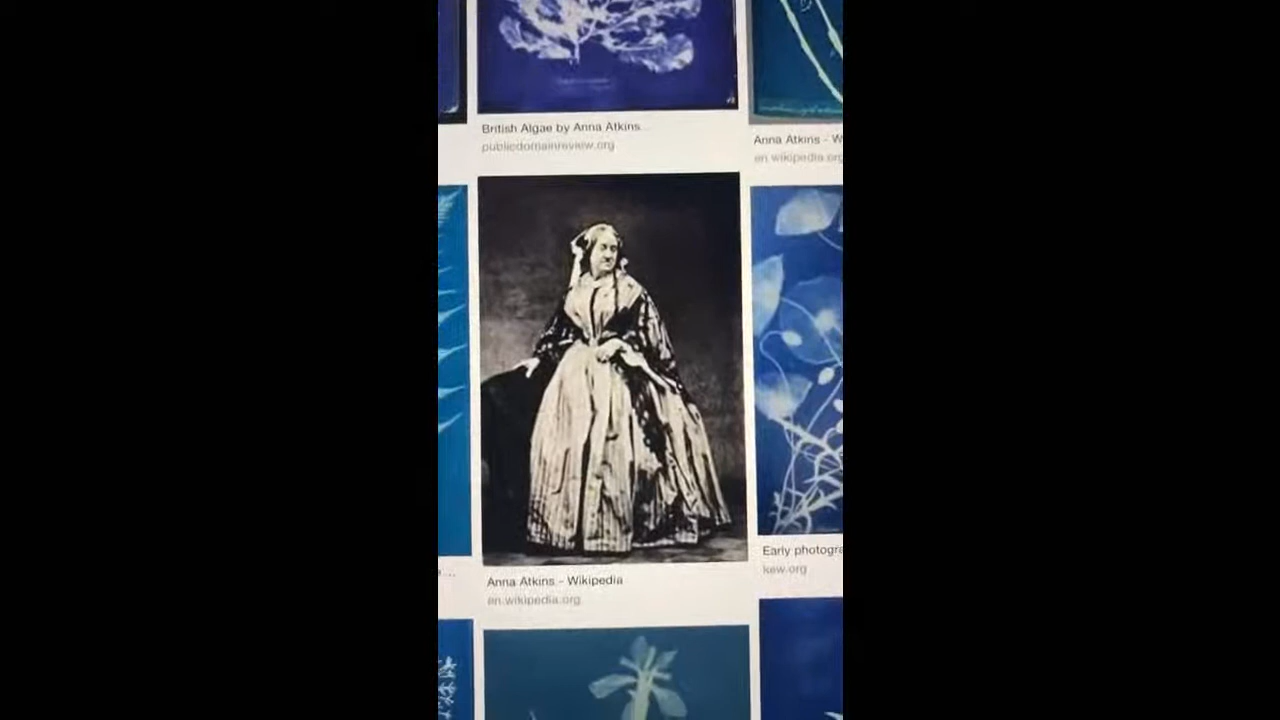 British Algae by Anna Atkins...
publicdomainreview.org
Anna Atkins - W
en.wikipedia.org
Anna Atkins - Wikipedia
en.wikipedia.org
Early photogra
kew.org